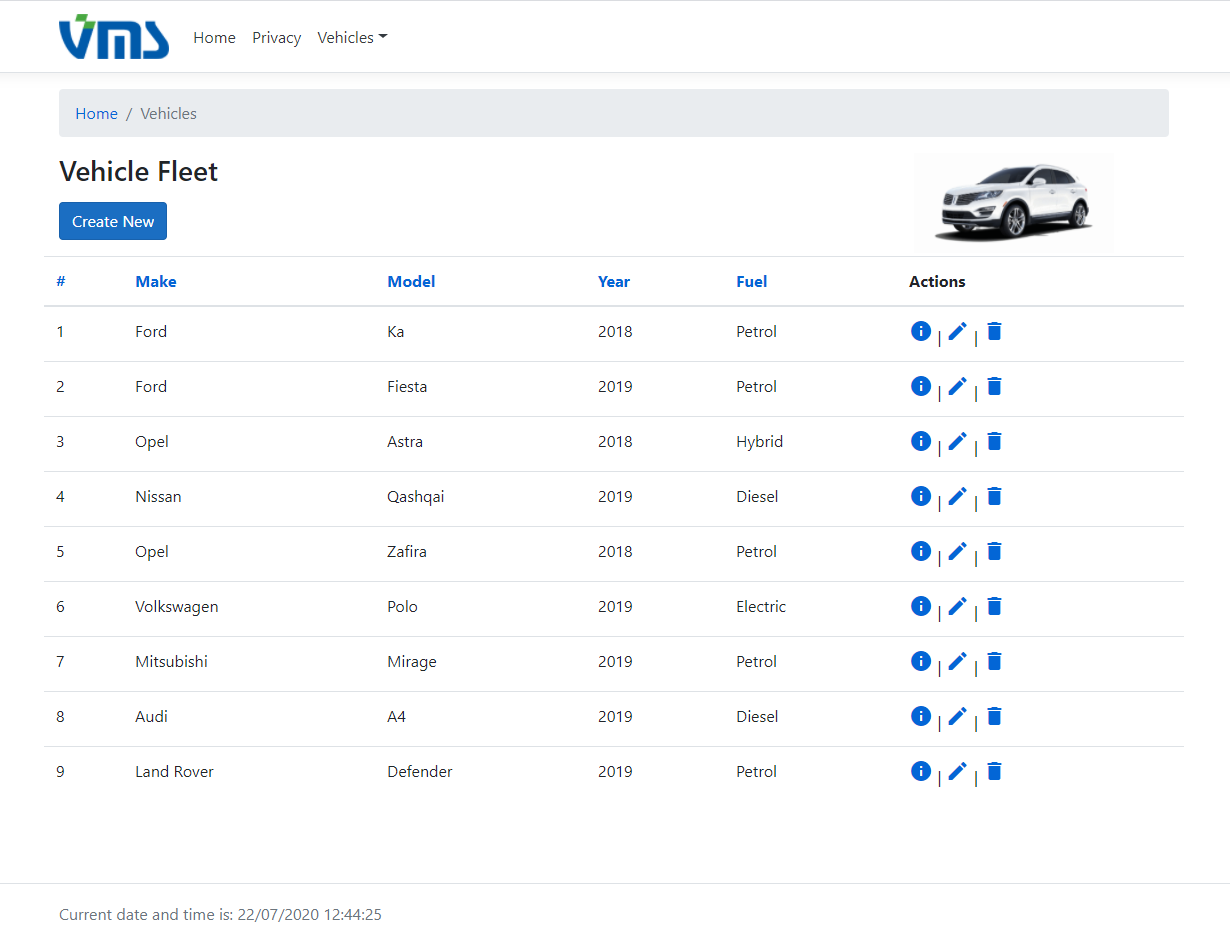 vms Home Privacy Vehicles
Home / Vehicles
Vehicle Fleet
Create New
# Make Model Year Fuel Actions
1 Ford Ka 2018 Petrol | |
2 Ford Fiesta 2019 Petrol | |
3 Opel Astra 2018 Hybrid | |
4 Nissan Qashqai 2019 Diesel | |
5 Opel Zafira 2018 Petrol | |
6 Volkswagen Polo 2019 Electric | |
7 Mitsubishi Mirage 2019 Petrol | |
8 Audi A4 2019 Diesel | |
9 Land Rover Defender 2019 Petrol | |
Current date and time is: 22/07/2020 12:44:25